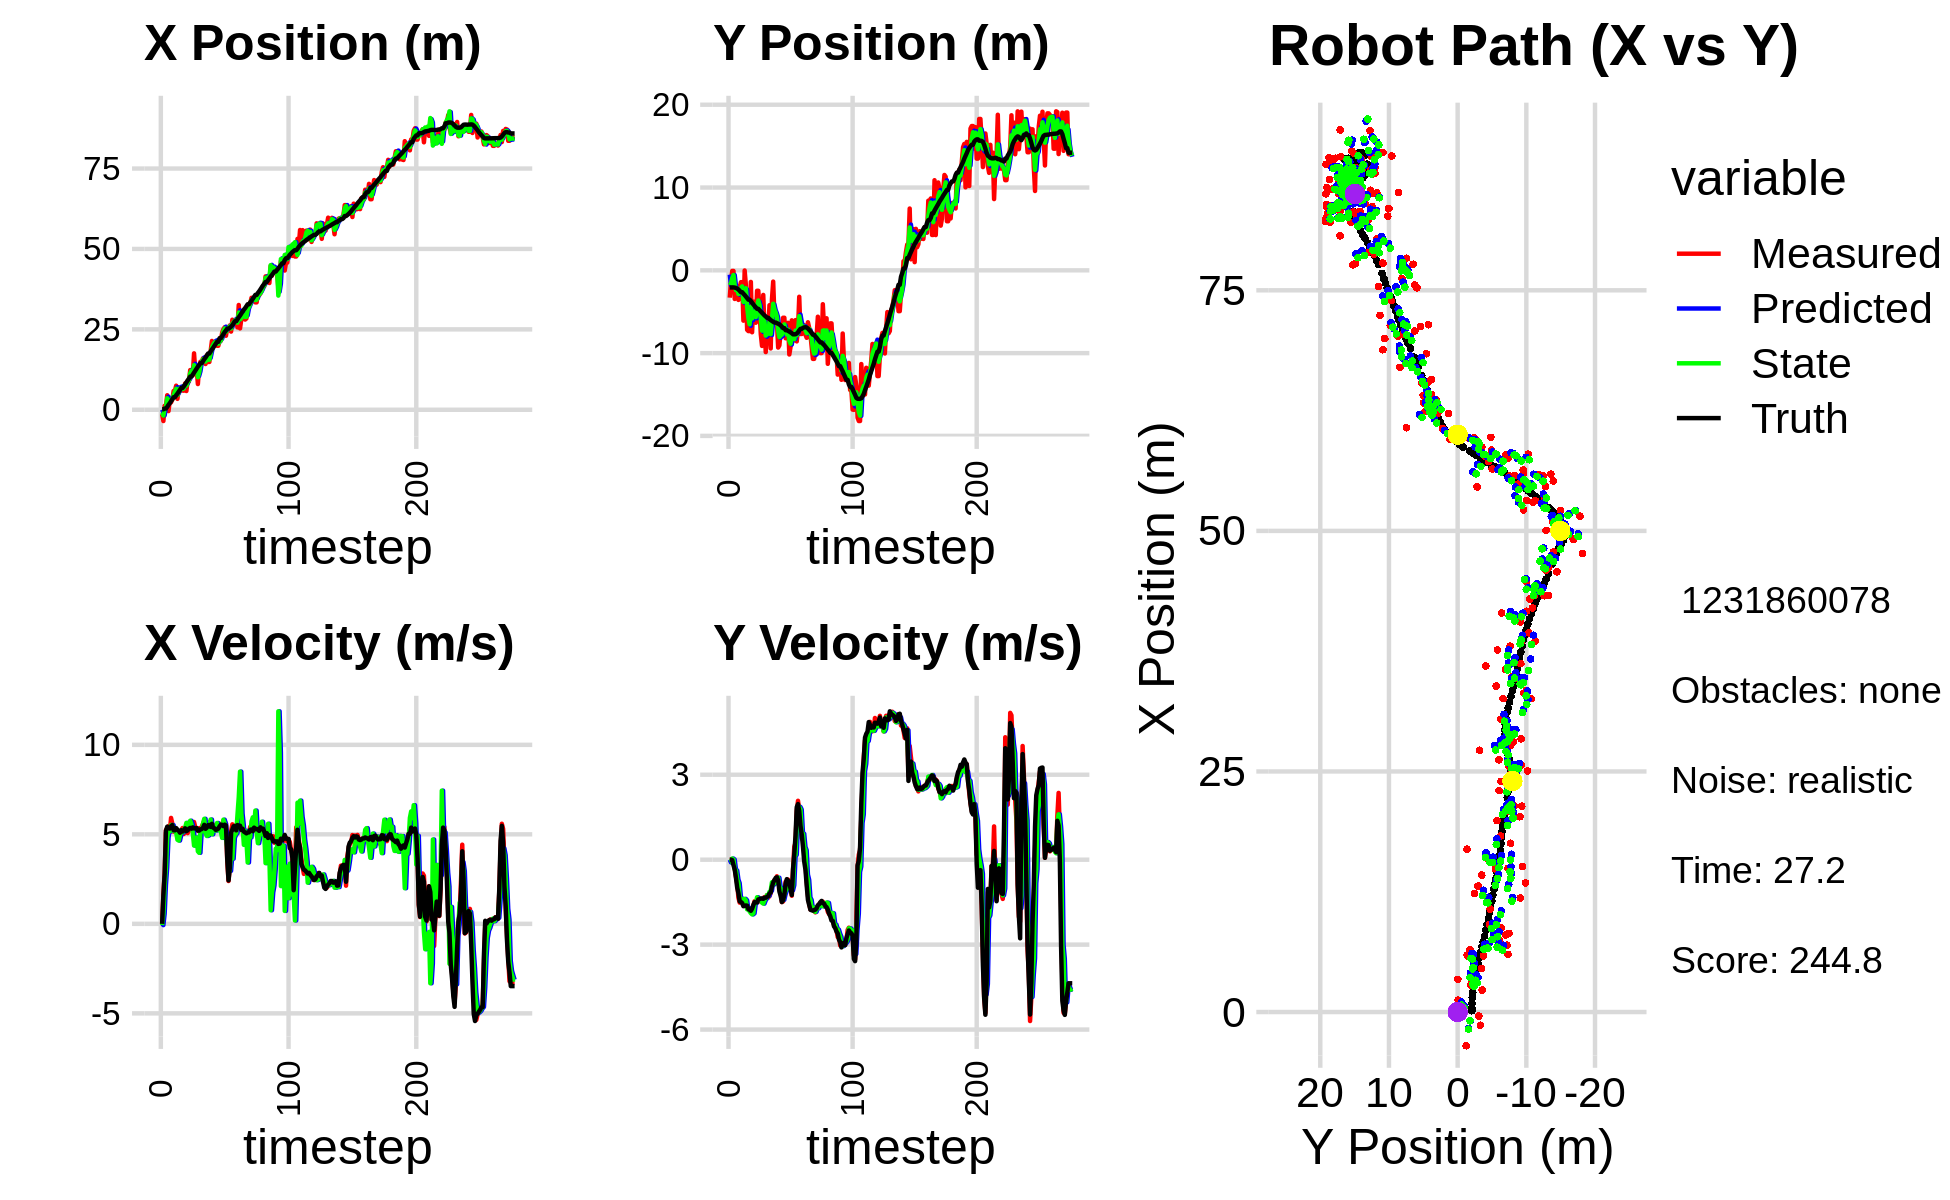 X Position (m)
75
50
25
0
0
100
200
timestep
Y Position (m)
20
10
0
-10
-20
0
100
200
timestep
X Velocity (m/s)
10
5
0
-5
0
100
200
timestep
Y Velocity (m/s)
3
0
-3
-6
0
100
200
timestep
Robot Path (X vs Y)
X Position (m)
75
50
25
0
20 10 0 -10 -20
Y Position (m)
variable
Measured
Predicted
State
Truth
1231860078
Obstacles: none
Noise: realistic
Time: 27.2
Score: 244.8